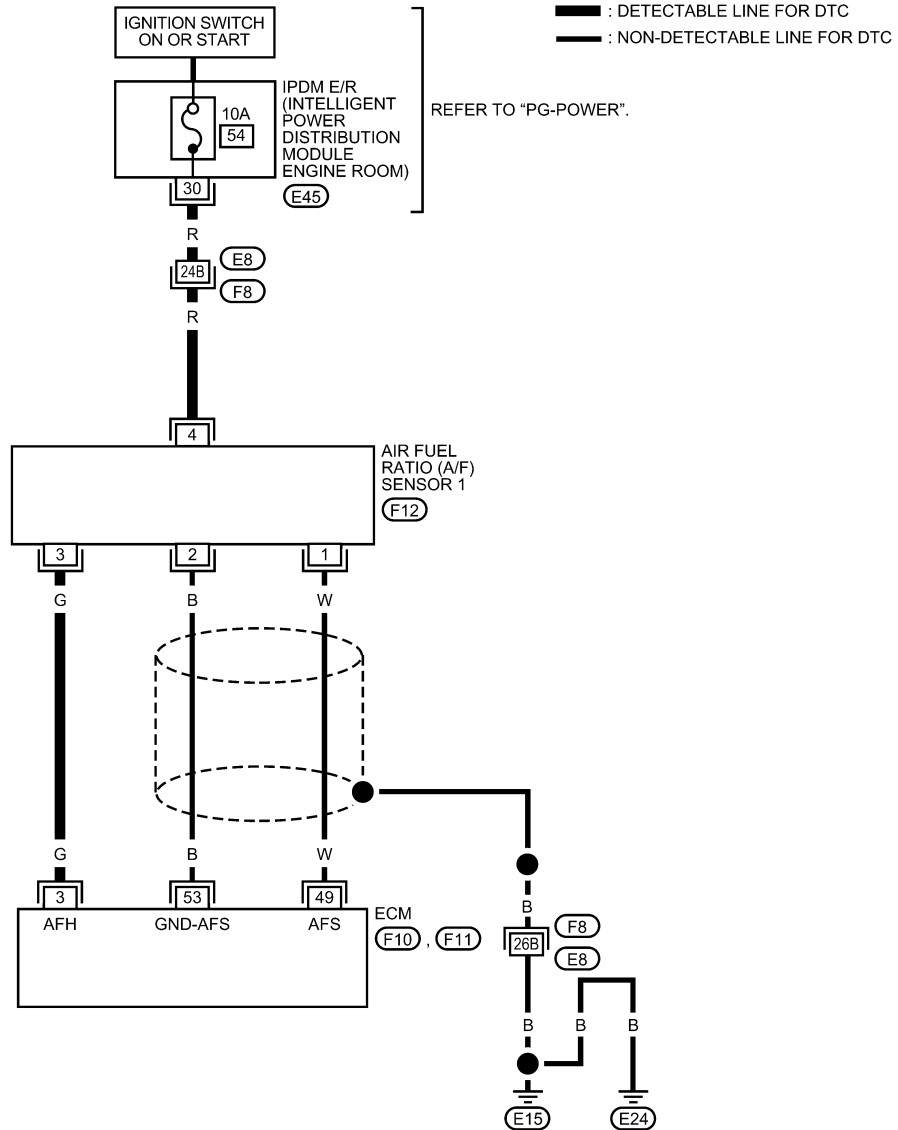 IGNITION SWITCH
ON OR START
: DETECTABLE LINE FOR DTC
: NON-DETECTABLE LINE FOR DTC
10A
54
IPDM E/R
(INTELLIGENT
POWER
DISTRIBUTION
MODULE
ENGINE ROOM)
E45
REFER TO “PG-POWER”.
30
R
24B
E8
F8
R
4
AIR FUEL
RATIO (A/F)
SENSOR 1
F12
3 2 1
G B W
G B W
3 53 49
AFH GND-AFS AFS
ECM
F10 , F11
B
26B
F8
E8
B B B
E15 E24